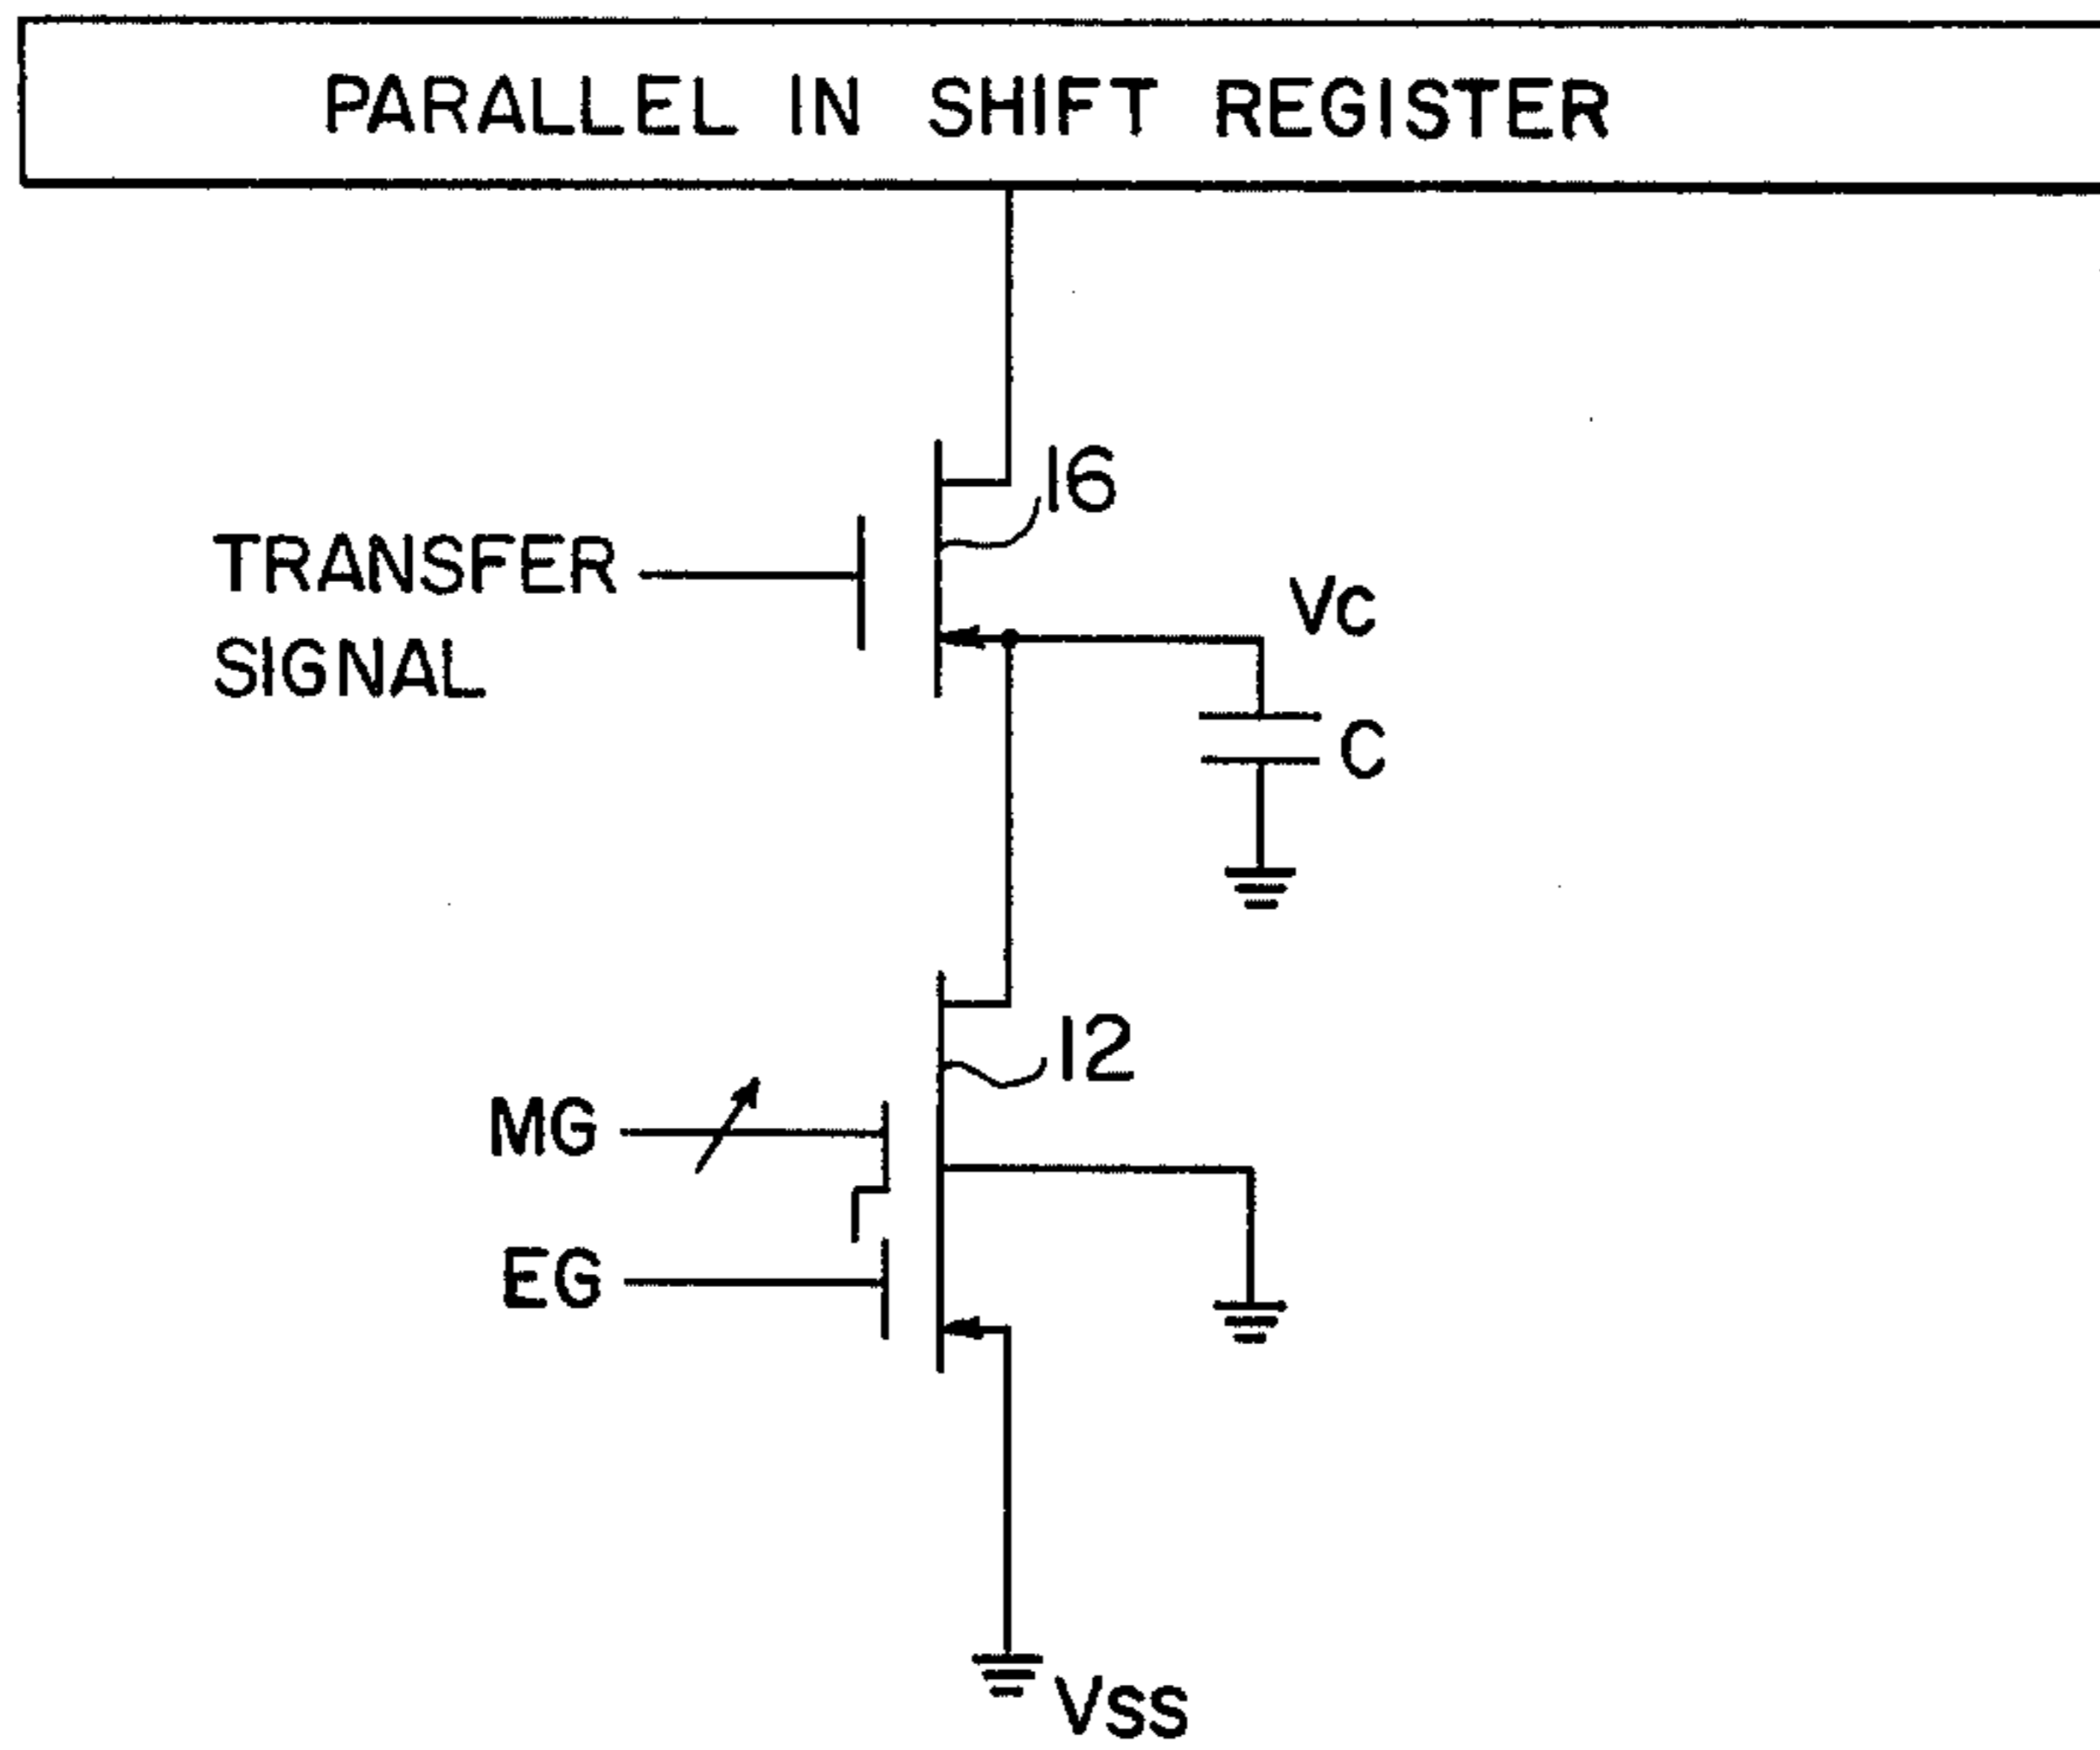 PARALLEL IN SHIFT REGISTER
16
TRANSFER
SIGNAL
Vc
C
12
MG
EG
VSS